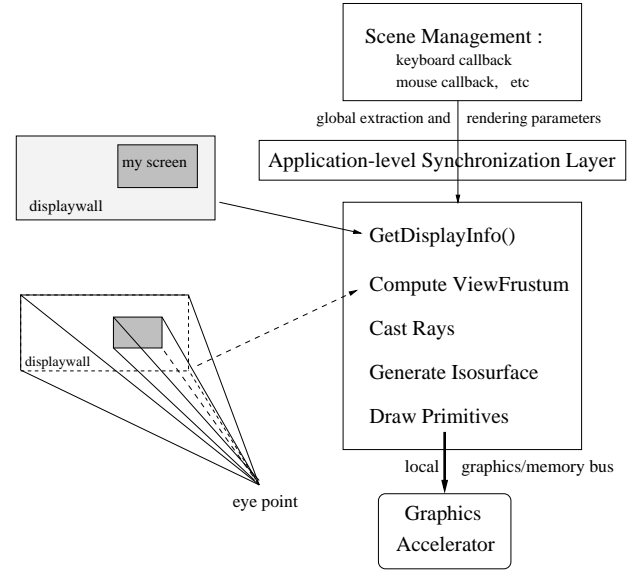 Scene Management :
keyboard callback
mouse callback, etc
global extraction and rendering parameters
Application-level Synchronization Layer
my screen
displaywall
GetDisplayInfo()
Compute ViewFrustum
Cast Rays
Generate Isosurface
Draw Primitives
displaywall
eye point
local graphics/memory bus
Graphics
Accelerator